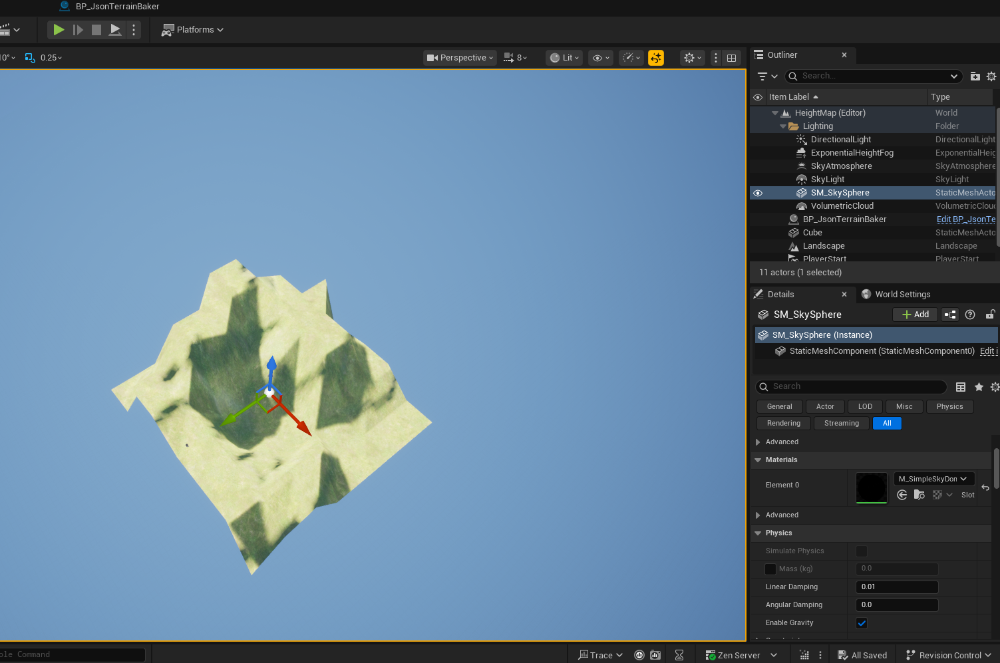 BP_JsonTerrainBaker
Platforms
0.25
Perspective
8
Lit
Outliner
Search...
Item Label
Type
HeightMap (Editor)
World
Lighting
Folder
DirectionalLight
DirectionalLight
ExponentialHeightFog
ExponentialHeig
SkyAtmosphere
SkyAtmosphere
SkyLight
SkyLight
SM_SkySphere
StaticMeshActo
VolumetricCloud
VolumetricClou
BP_JsonTerrainBaker
Edit BP_JsonTe
Cube
StaticMeshActo
Landscape
Landscape
PlayerStart
PlayerStart
11 actors (1 selected)
Details
World Settings
SM_SkySphere
Add
SM_SkySphere (Instance)
StaticMeshComponent (StaticMeshComponent0)
Edit i
Search
General
Actor
LOD
Misc
Physics
Rendering
Streaming
All
Advanced
Materials
Element 0
M_SimpleSkyDon
Slot
Advanced
Physics
Simulate Physics
Mass (kg)
0.0
Linear Damping
0.01
Angular Damping
0.0
Enable Gravity
ole Command
Trace
Zen Server
All Saved
Revision Control